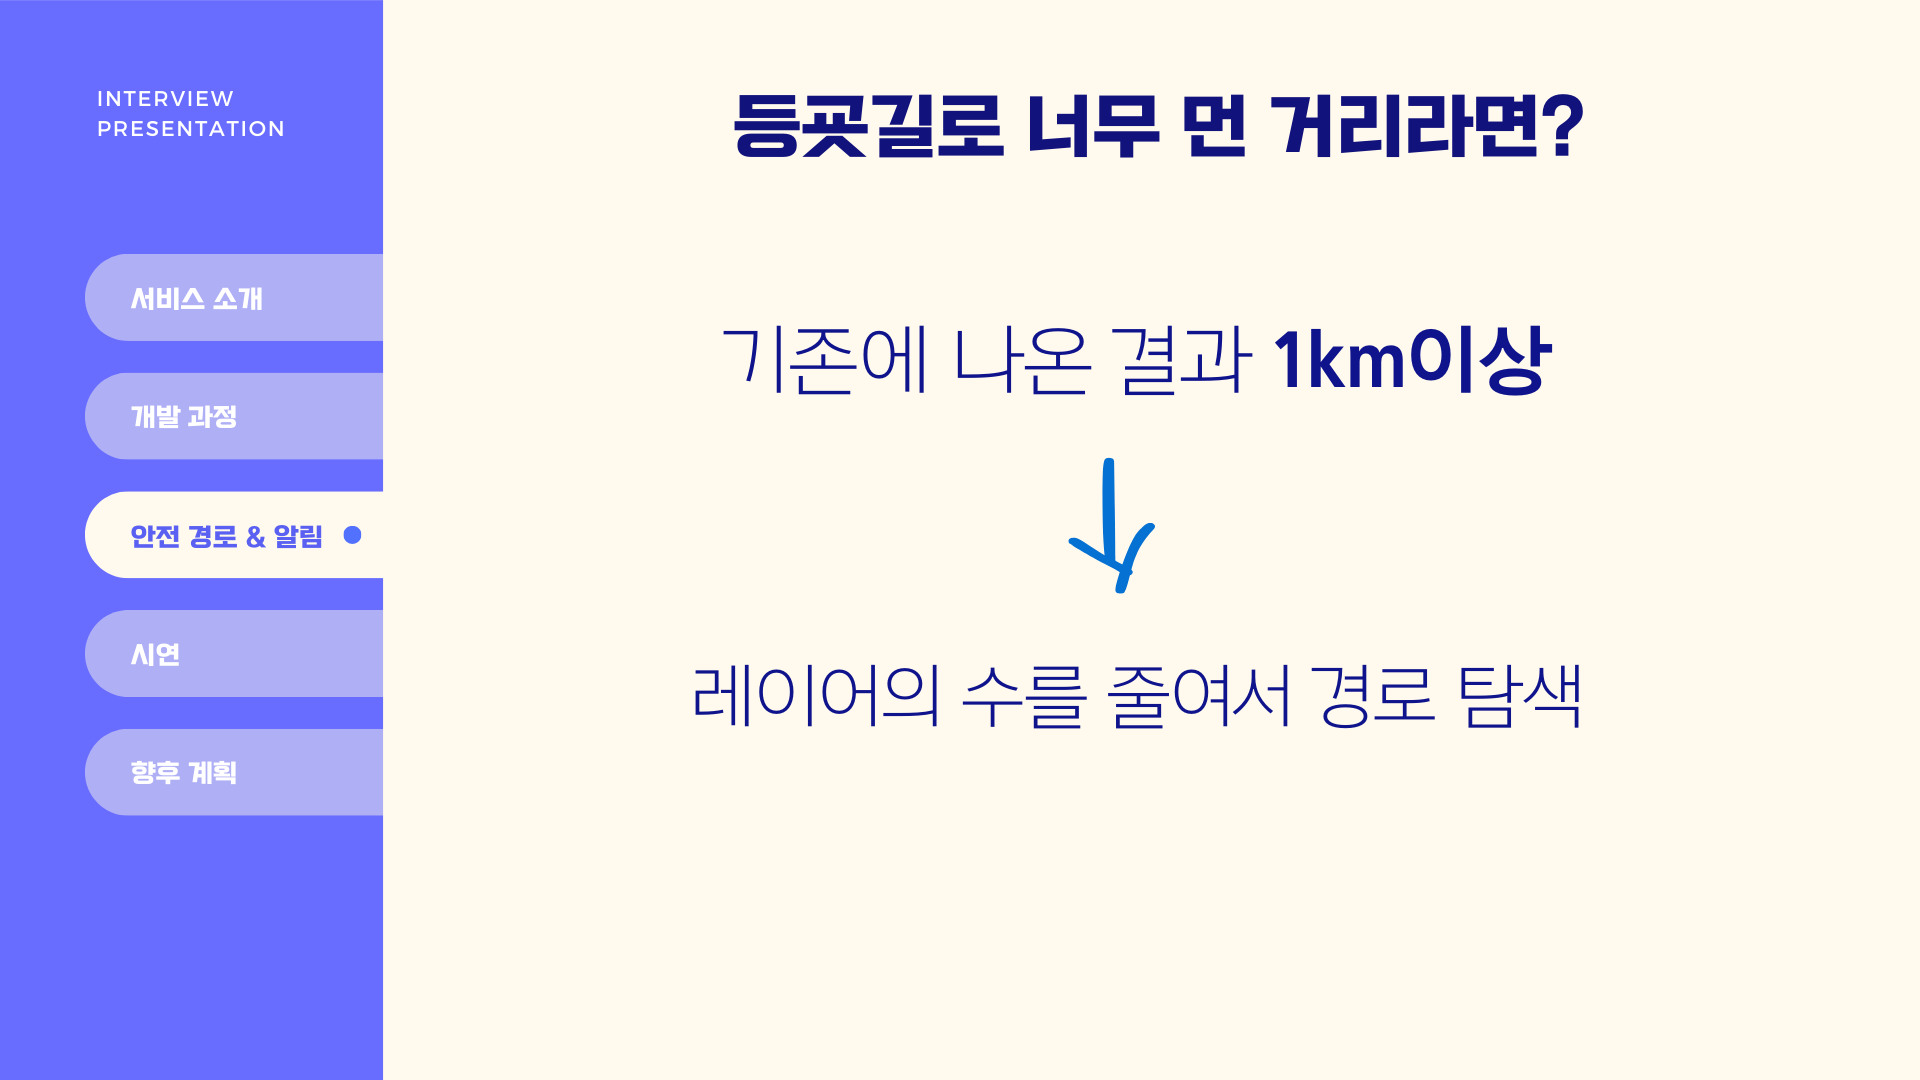 INTERVIEW
PRESENTATION
서비스 소개
개발 과정
안전 경로 & 알림
시연
향후 계획
등굣길로 너무 먼 거리라면?
기존에 나온 결과 1km이상
레이어의 수를 줄여서 경로 탐색